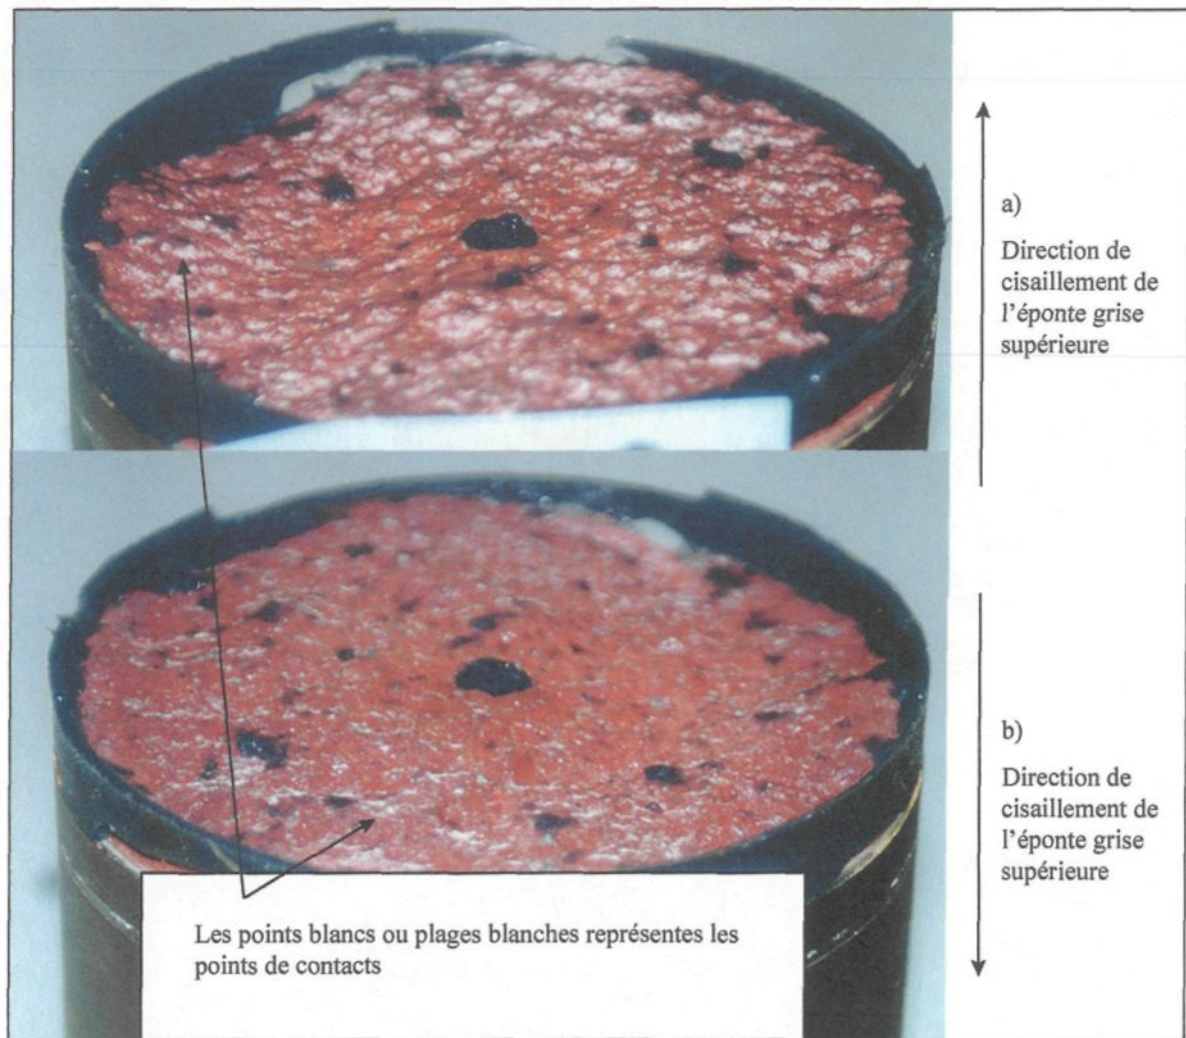 a)
Direction de
cisaillement de
l'éponte grise
supérieure
b)
Direction de
cisaillement de
l'éponte grise
supérieure
Les points blancs ou plages blanches représentes les
points de contacts